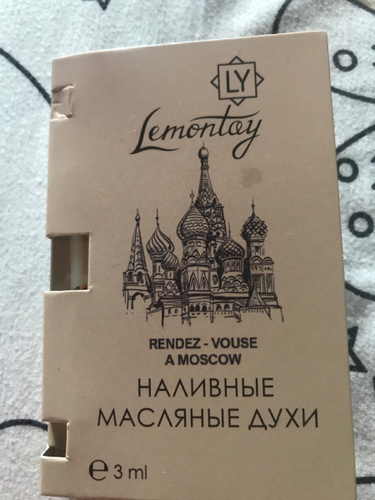 LY
Lemontay
RENDEZ - VOUSE
A MOSCOW
НАЛИВНЫЕ
МАСЛЯНЫЕ ДУХИ
℮ 3 ml